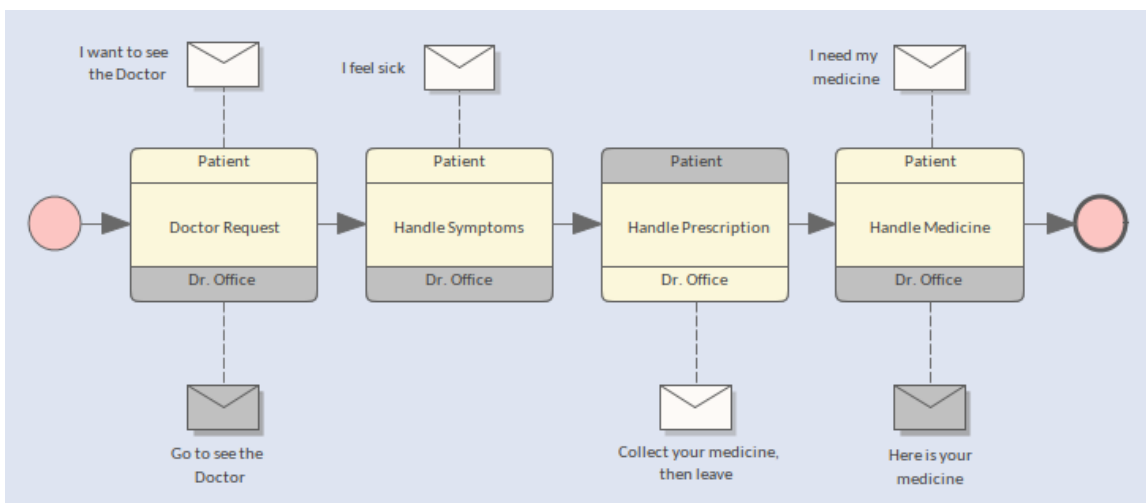 I want to see
the Doctor
I feel sick
I need my
medicine
Patient
Patient
Patient
Patient
Doctor Request
Handle Symptoms
Handle Prescription
Handle Medicine
Dr. Office
Dr. Office
Dr. Office
Dr. Office
Go to see the
Doctor
Collect your medicine,
then leave
Here is your
medicine